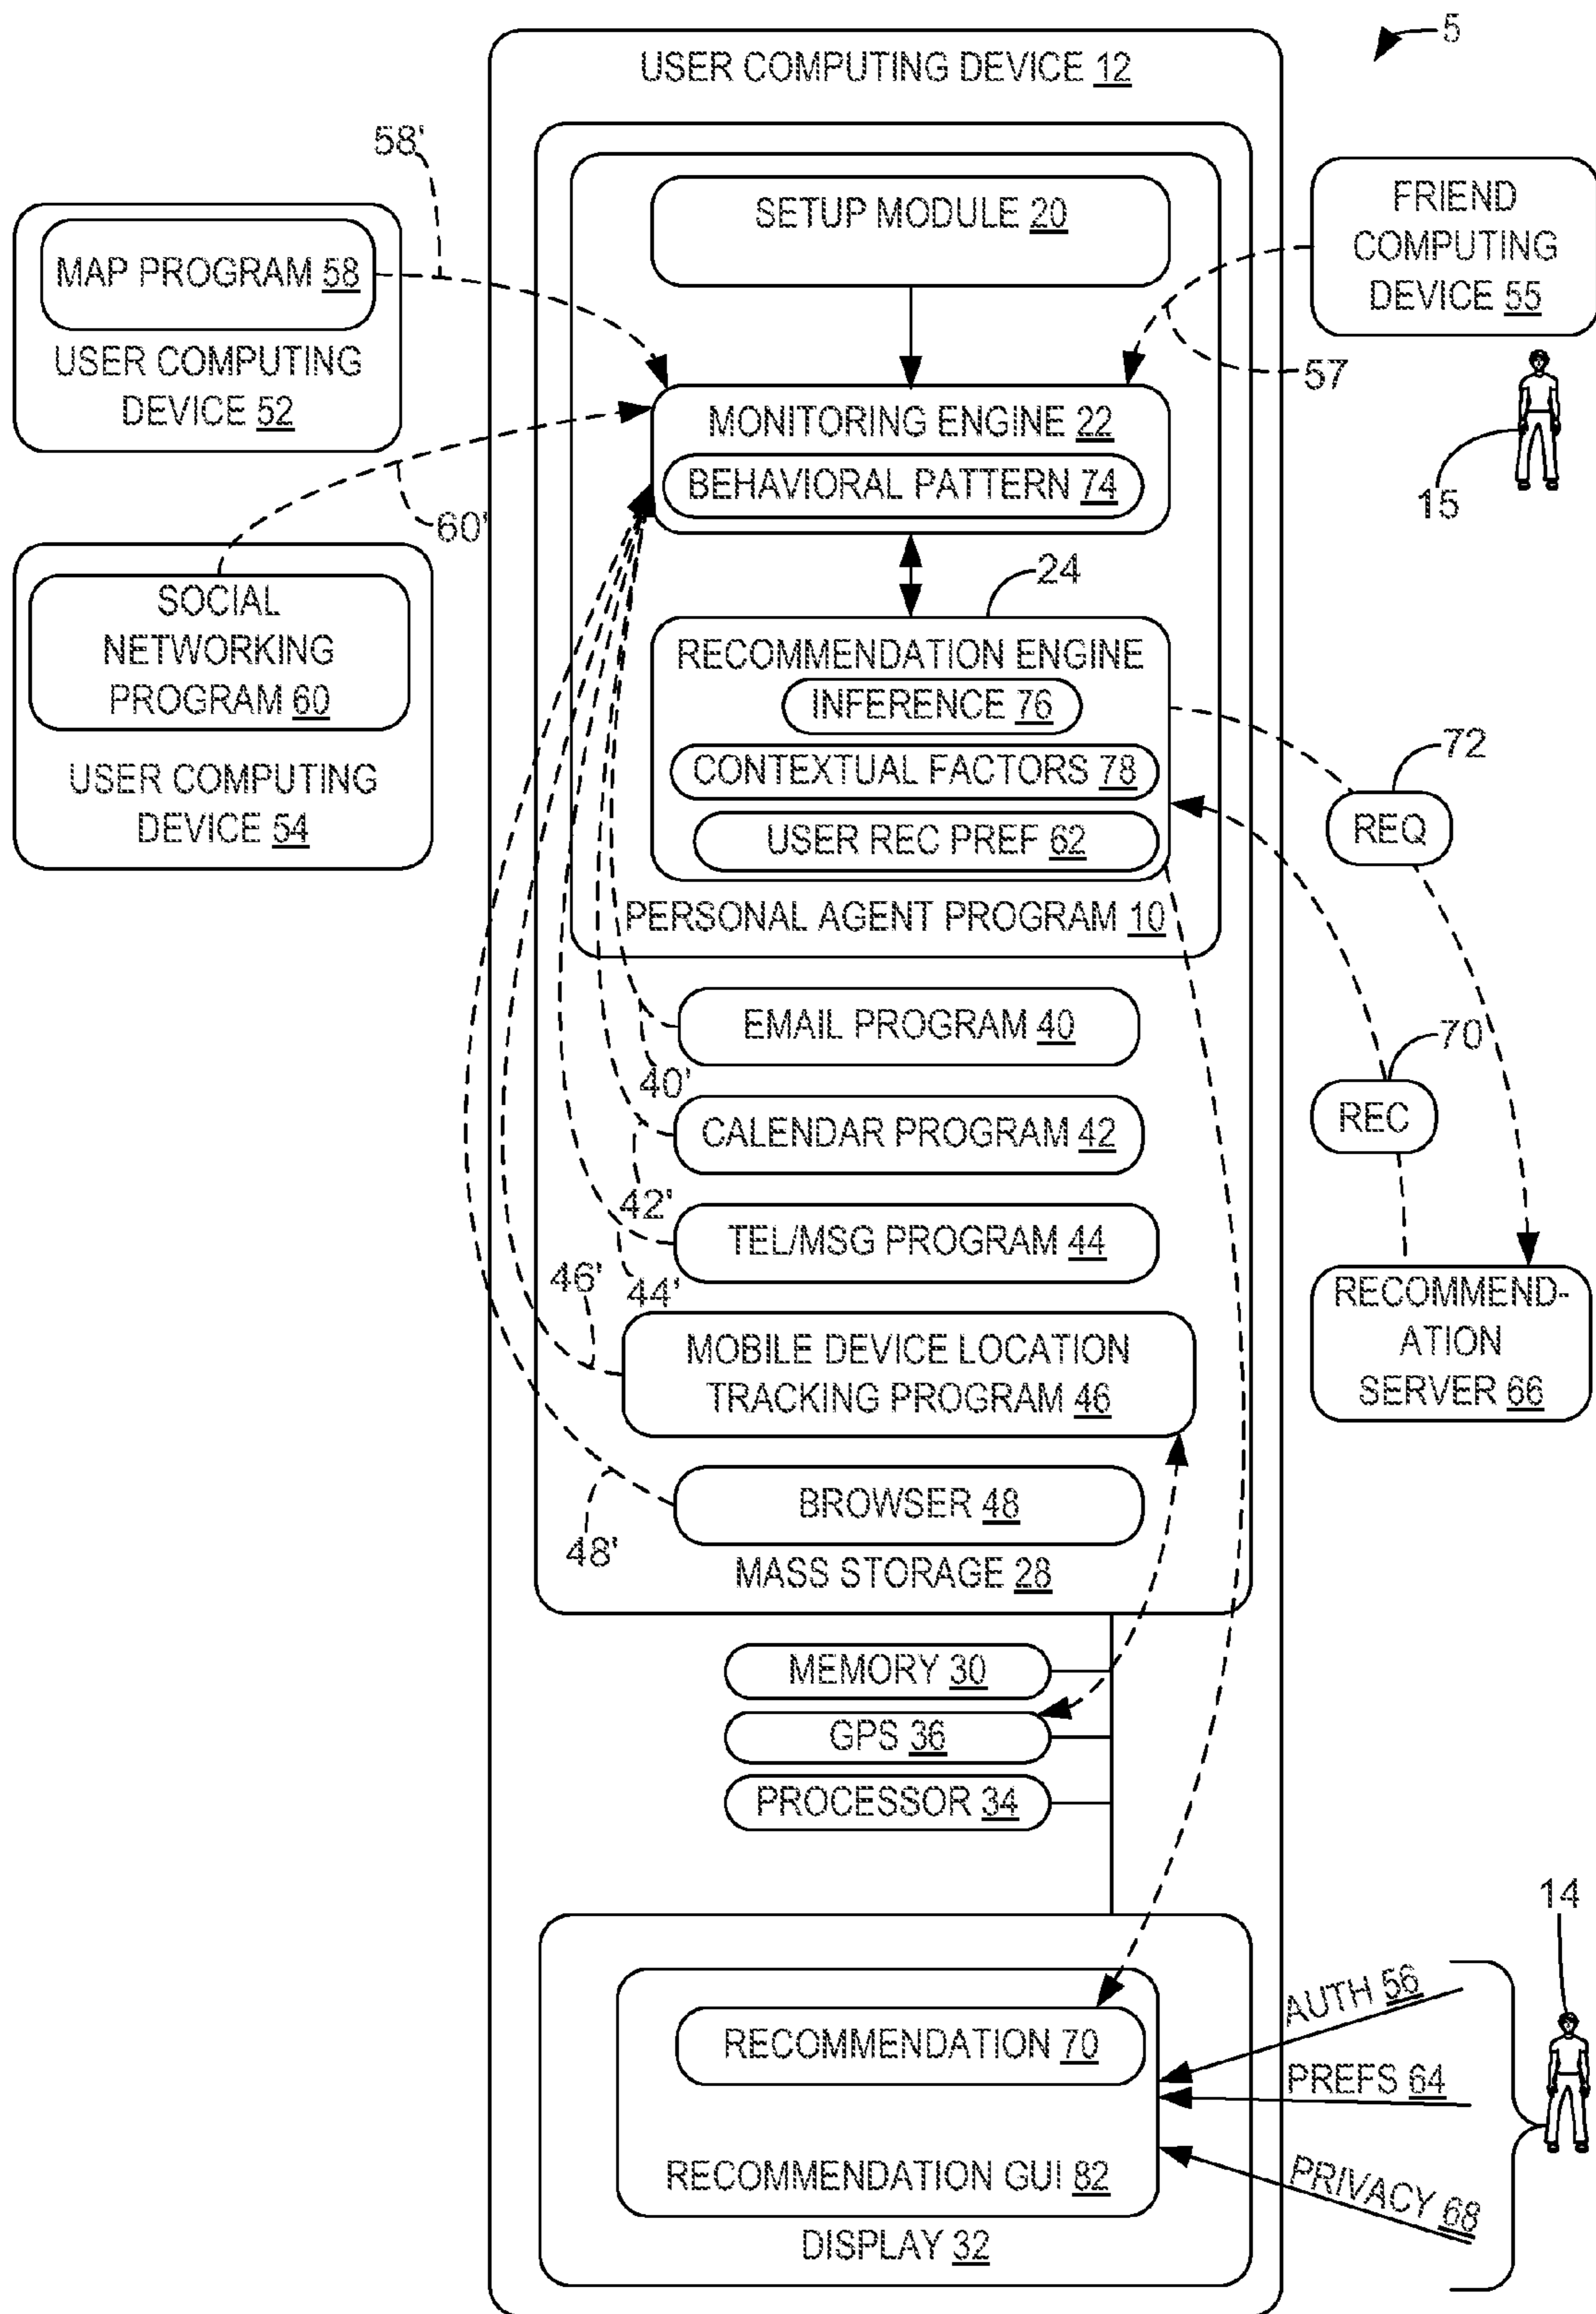 5
USER COMPUTING DEVICE 12
58'
SETUP MODULE 20
FRIEND
COMPUTING
DEVICE 55
MAP PROGRAM 58
USER COMPUTING
DEVICE 52
57
MONITORING ENGINE 22
BEHAVIORAL PATTERN 74
15
60'
SOCIAL
NETWORKING
PROGRAM 60
USER COMPUTING
DEVICE 54
24
RECOMMENDATION ENGINE
INFERENCE 76
CONTEXTUAL FACTORS 78
USER REC PREF 62
PERSONAL AGENT PROGRAM 10
72
REQ
EMAIL PROGRAM 40
40'
70
REC
CALENDAR PROGRAM 42
42'
TEL/MSG PROGRAM 44
44'
46'
MOBILE DEVICE LOCATION
TRACKING PROGRAM 46
RECOMMEND-
ATION
SERVER 66
BROWSER 48
48'
MASS STORAGE 28
MEMORY 30
GPS 36
PROCESSOR 34
14
AUTH 56
RECOMMENDATION 70
PREFS 64
PRIVACY 68
RECOMMENDATION GUI 82
DISPLAY 32